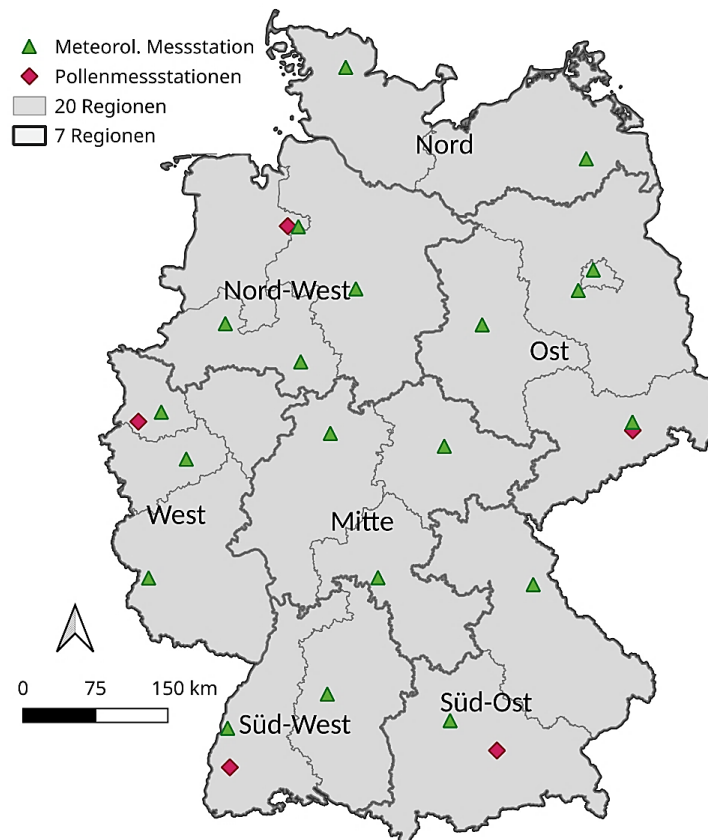 Meteorol. Messstation
Pollenmessstationen
20 Regionen
7 Regionen
Nord
Nord-West
Ost
West
Mitte
0 75 150 km
Süd-West
Süd-Ost